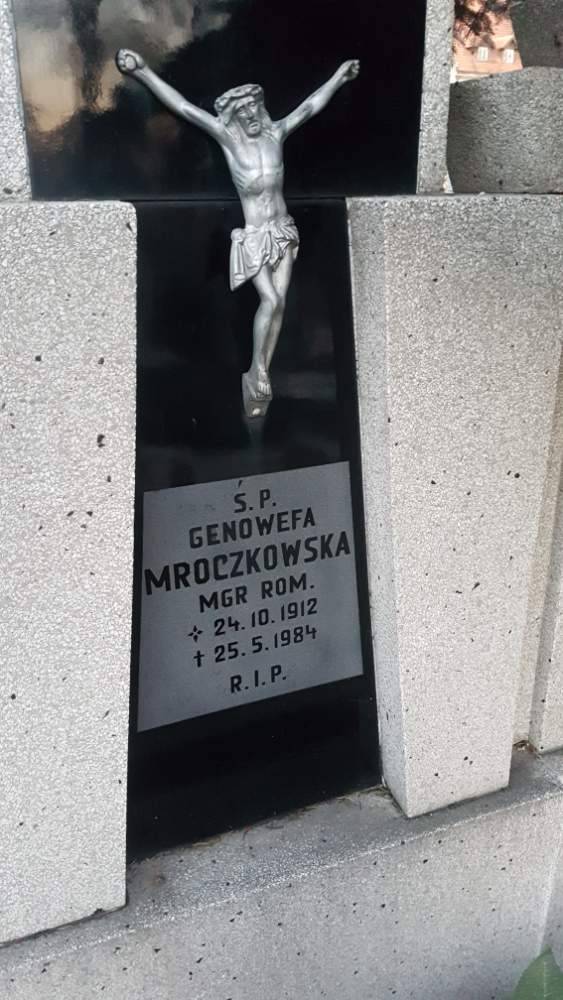 Ś. P.
GENOWEFA
MROCZKOWSKA
MGR ROM.
✧ 24. 10. 1912
✝ 25. 5. 1984
R. I. P.